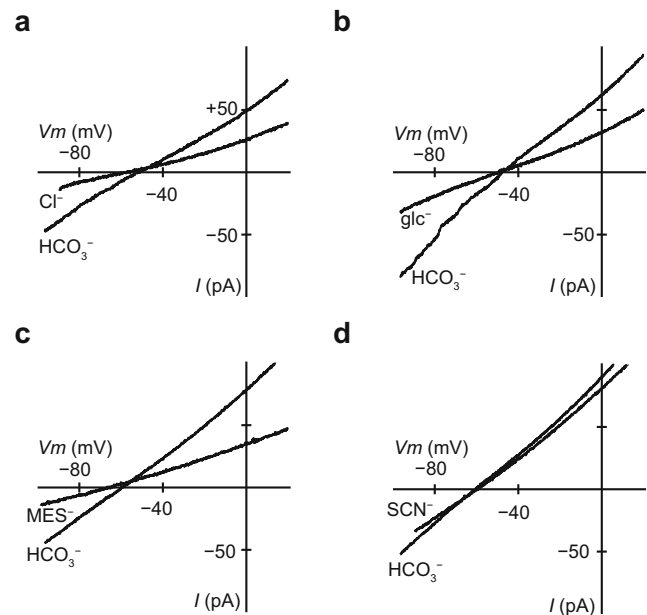 a
+50
Vm (mV)
−80
−40
Cl⁻
HCO₃⁻
−50
I (pA)
b
Vm (mV)
−80
−40
glc⁻
HCO₃⁻
−50
I (pA)
c
Vm (mV)
−80
−40
MES⁻
HCO₃⁻
−50
I (pA)
d
Vm (mV)
−80
−40
SCN⁻
HCO₃⁻
−50
I (pA)